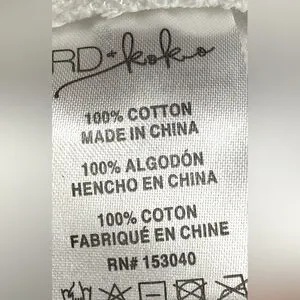 RD+koko
100% COTTON
MADE IN CHINA
100% ALGODÓN
HENCHO EN CHINA
100% COTON
FABRIQUÉ EN CHINE
RN# 153040